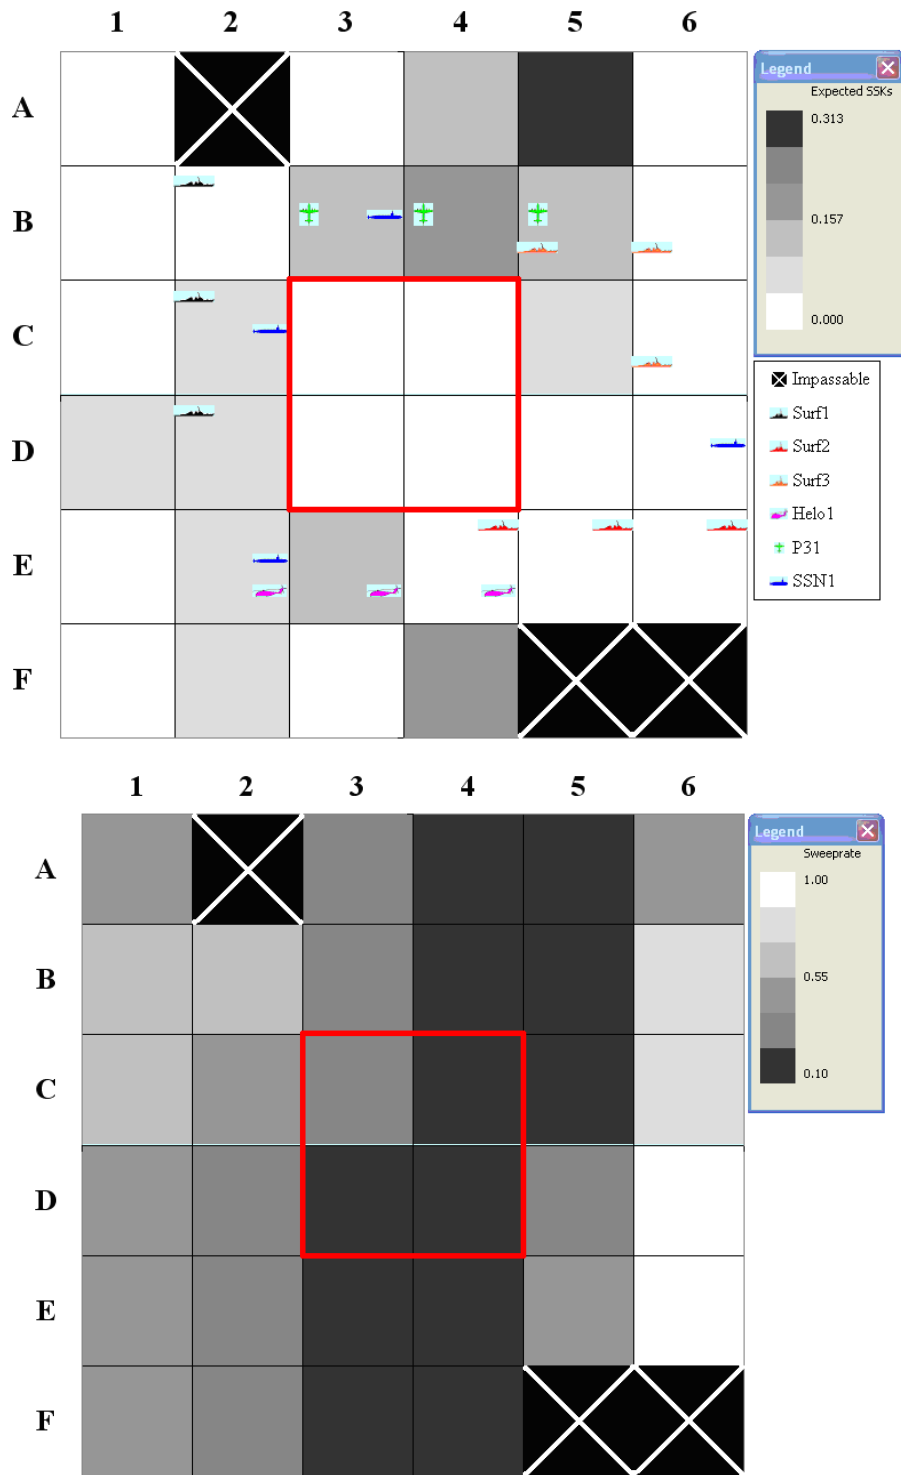 1 2 3 4 5 6
A
B
C
D
E
F
Legend
Expected SSKs
0.313
0.157
0.000
Impassable
Surf1
Surf2
Surf3
Helo1
P31
SSN1
1 2 3 4 5 6
A
B
C
D
E
F
Legend
Sweeprate
1.00
0.55
0.10